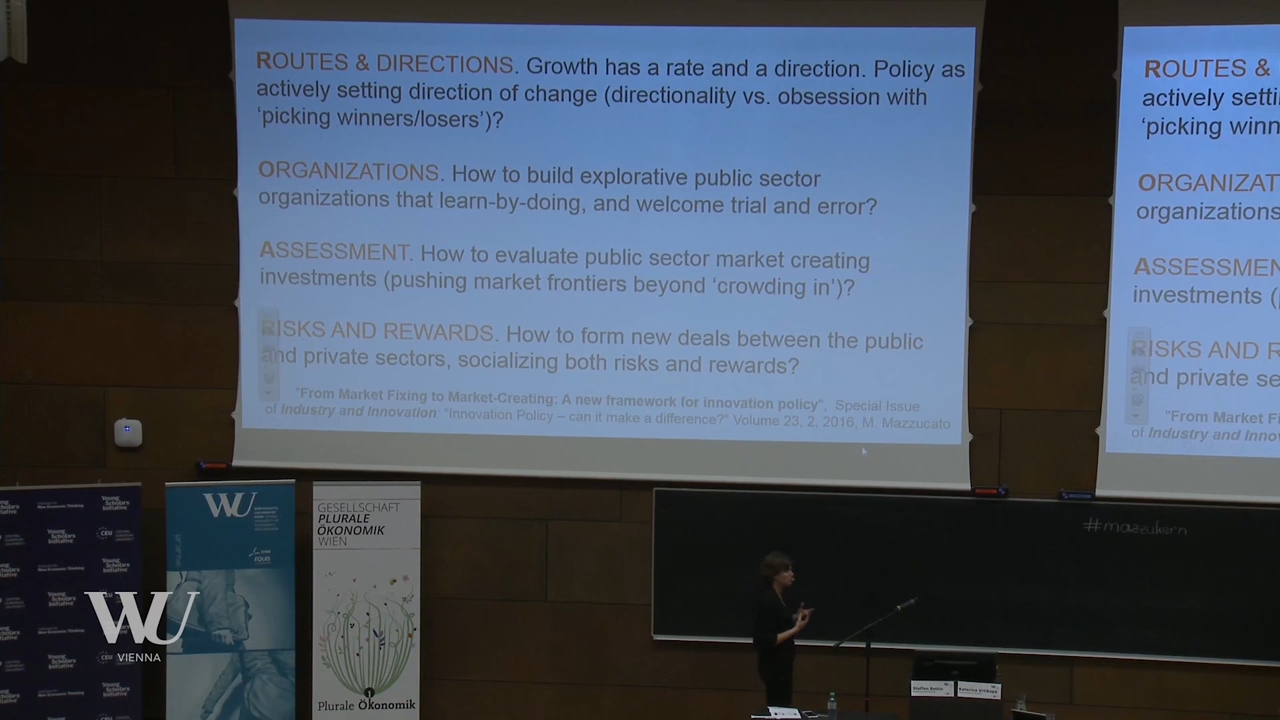 ROUTES & DIRECTIONS. Growth has a rate and a direction. Policy as
actively setting direction of change (directionality vs. obsession with
‘picking winners/losers’)?
ORGANIZATIONS. How to build explorative public sector
organizations that learn-by-doing, and welcome trial and error?
ASSESSMENT. How to evaluate public sector market creating
investments (pushing market frontiers beyond ‘crowding in’)?
RISKS AND REWARDS. How to form new deals between the public
and private sectors, socializing both risks and rewards?
"From Market Fixing to Market-Creating: A new framework for innovation policy", Special Issue
of Industry and Innovation: “Innovation Policy – can it make a difference?” Volume 23, 2, 2016, M. Mazzucato
ROUTES &
actively setti
'picking winn
ORGANIZAT
organizations
ASSESSMEN
investments (
RISKS AND R
and private se
"From Market Fi
of Industry and Innov
#mazzukern
WU
GESELLSCHAFT
PLURALE
ÖKONOMIK
WIEN
Plurale Ökonomik
Young
Scholars
Initiative
CEU
WU
VIENNA